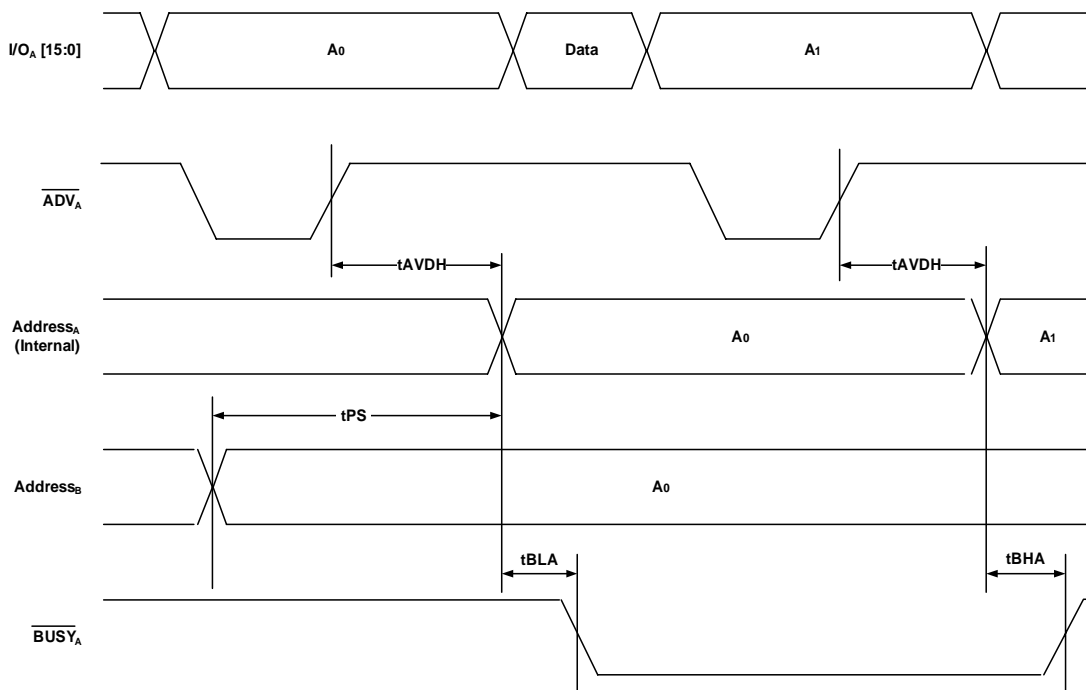 I/OA [15:0]
A0
Data
A1
ADVA
tAVDH
tAVDH
AddressA
(Internal)
A0
A1
tPS
AddressB
A0
tBLA
tBHA
BUSYA